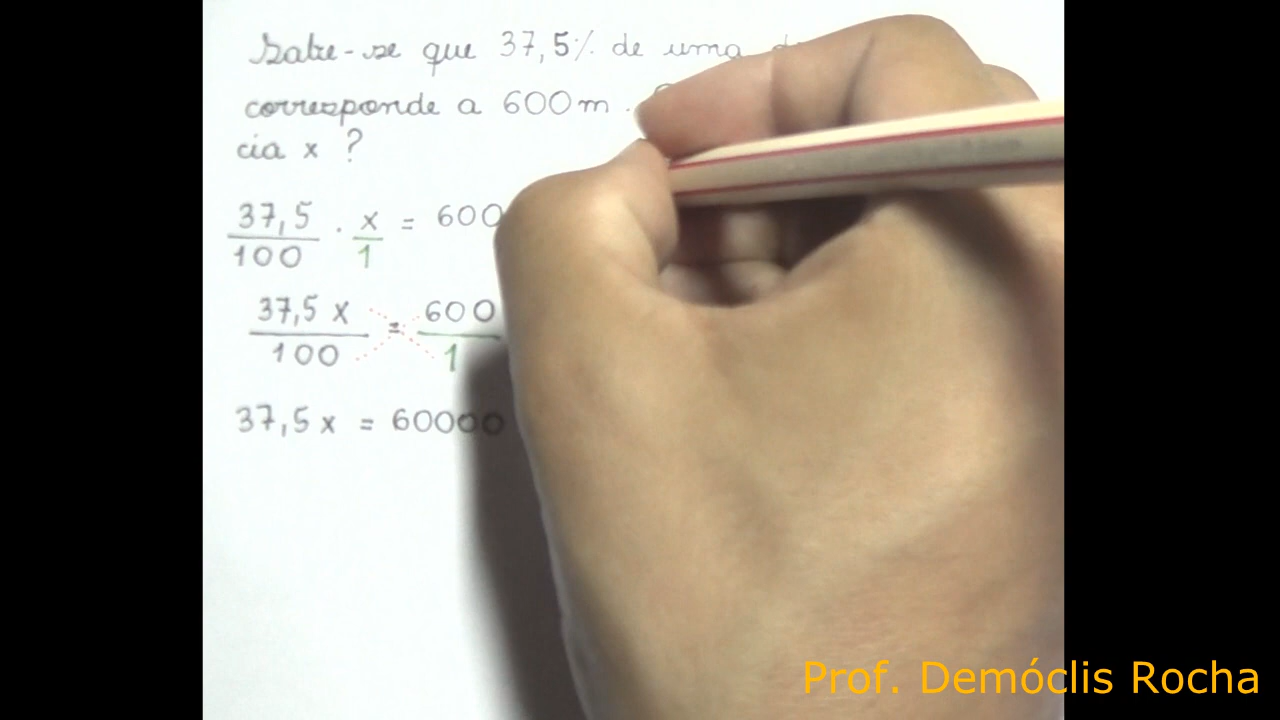 Sabe-se que 37,5% de uma
corresponde a 600m.
cia x ?
37,5/100 . x/1 = 600
37,5 x/100 = 600/1
37,5 x = 60000
Prof. Demóclis Rocha